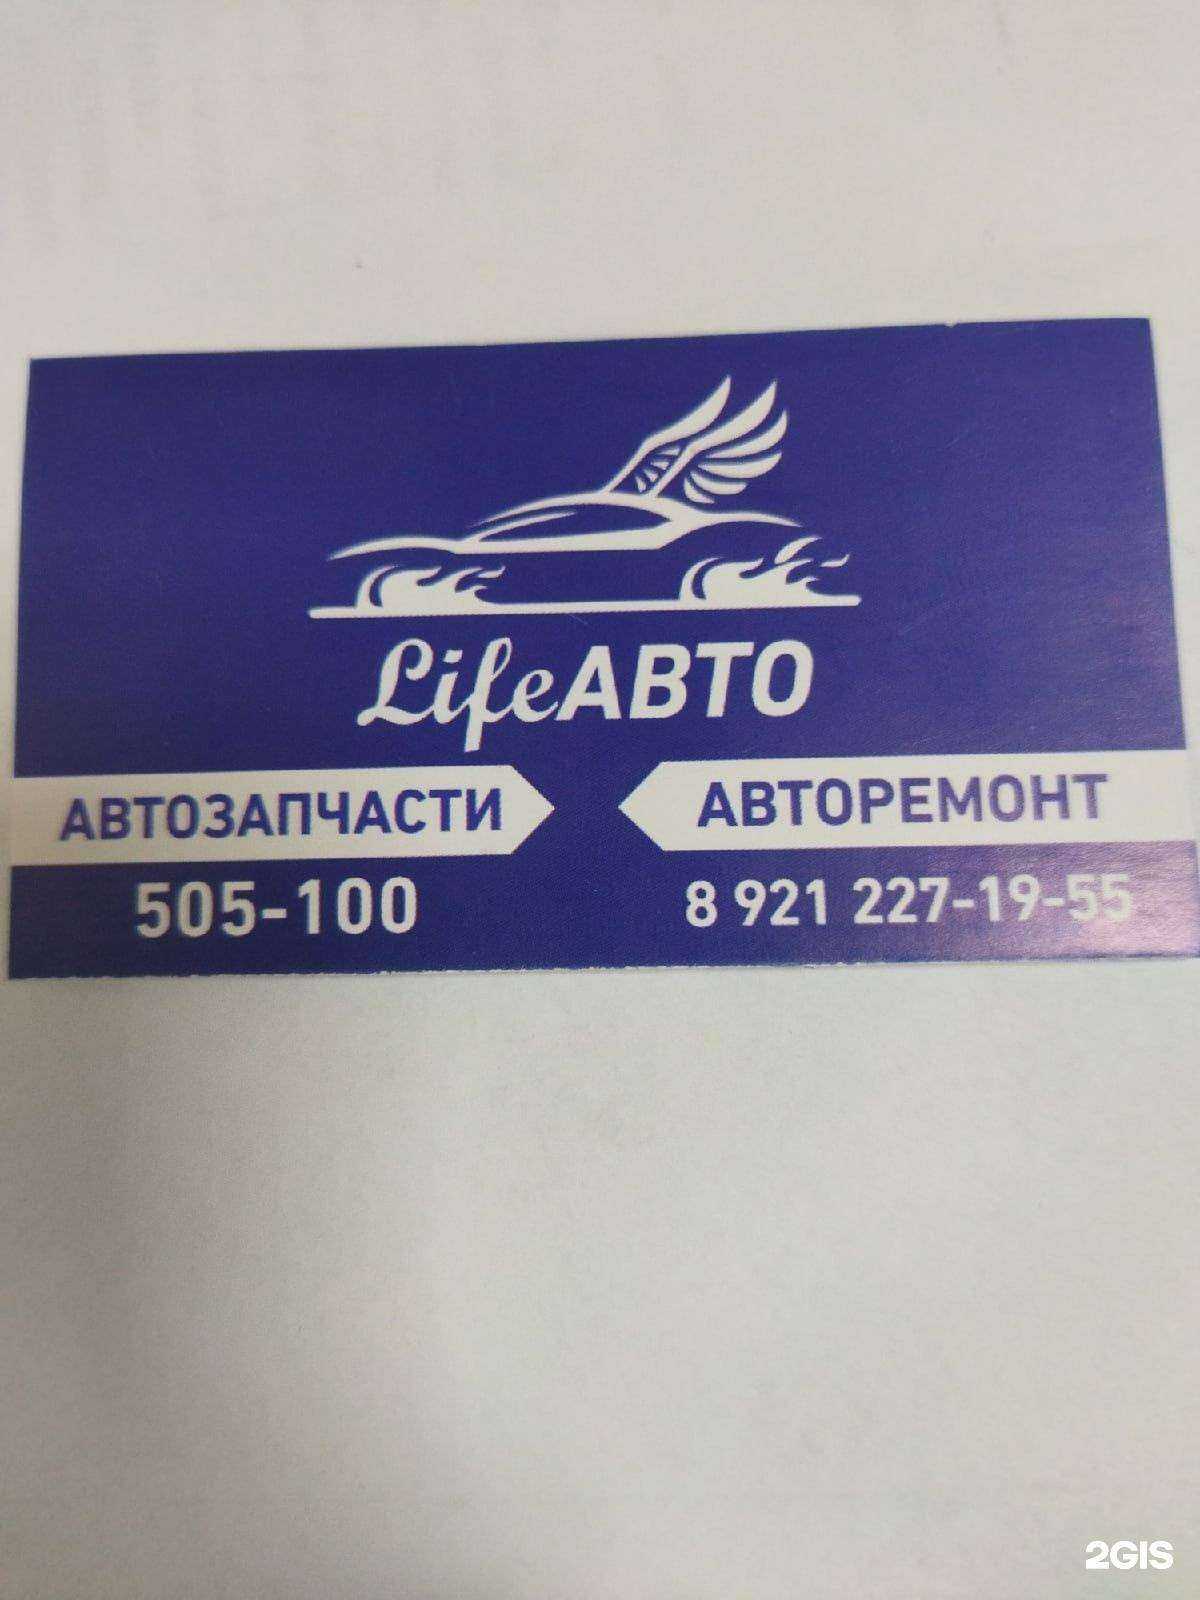 LifeАВТО
АВТОЗАПЧАСТИ
АВТОРЕМОНТ
505-100
8 921 227-19-55
2GIS